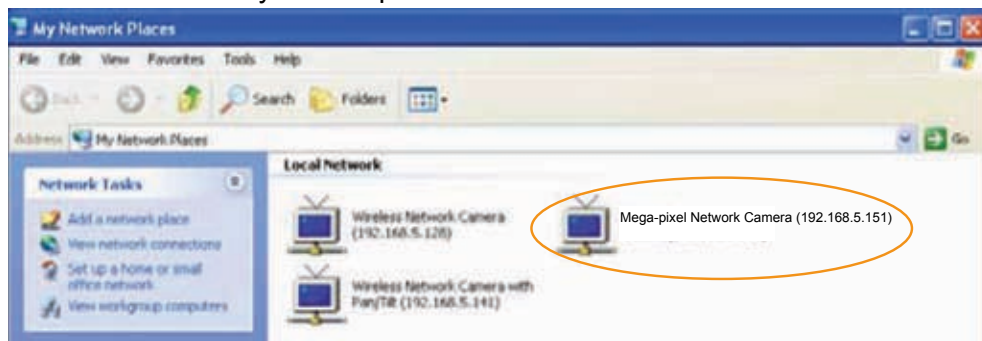 My Network Places
File Edit View Favorites Tools Help
Back Search Folders
Address My Network Places Go
Local Network
Network Tasks
Add a network place
View network connections
Set up a home or small
office network
View workgroup computers
Wireless Network Camera
(192.168.5.128)
Mega-pixel Network Camera (192.168.5.151)
Wireless Network Camera with
Pan/Tilt (192.168.5.141)